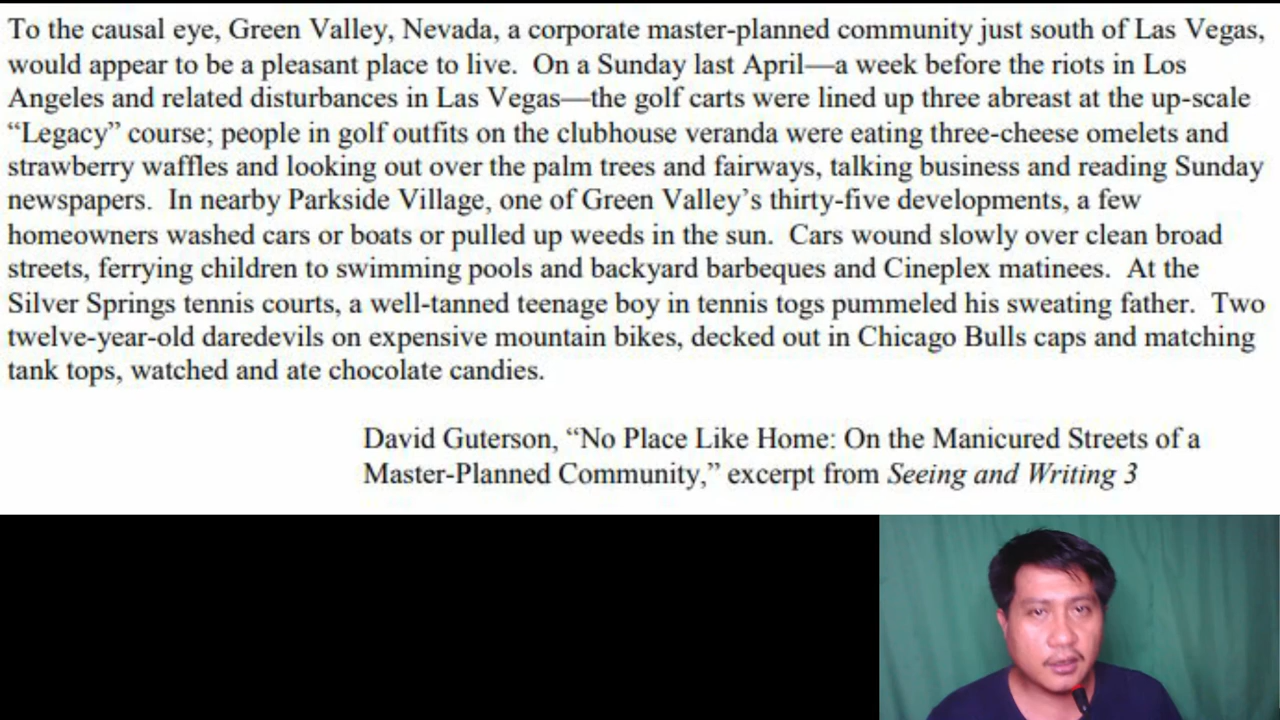 To the causal eye, Green Valley, Nevada, a corporate master-planned community just south of Las Vegas,
would appear to be a pleasant place to live.  On a Sunday last April—a week before the riots in Los
Angeles and related disturbances in Las Vegas—the golf carts were lined up three abreast at the up-scale
“Legacy” course; people in golf outfits on the clubhouse veranda were eating three-cheese omelets and
strawberry waffles and looking out over the palm trees and fairways, talking business and reading Sunday
newspapers.  In nearby Parkside Village, one of Green Valley’s thirty-five developments, a few
homeowners washed cars or boats or pulled up weeds in the sun.  Cars wound slowly over clean broad
streets, ferrying children to swimming pools and backyard barbeques and Cineplex matinees.  At the
Silver Springs tennis courts, a well-tanned teenage boy in tennis togs pummeled his sweating father.  Two
twelve-year-old daredevils on expensive mountain bikes, decked out in Chicago Bulls caps and matching
tank tops, watched and ate chocolate candies.
David Guterson, “No Place Like Home: On the Manicured Streets of a
Master-Planned Community,” excerpt from Seeing and Writing 3